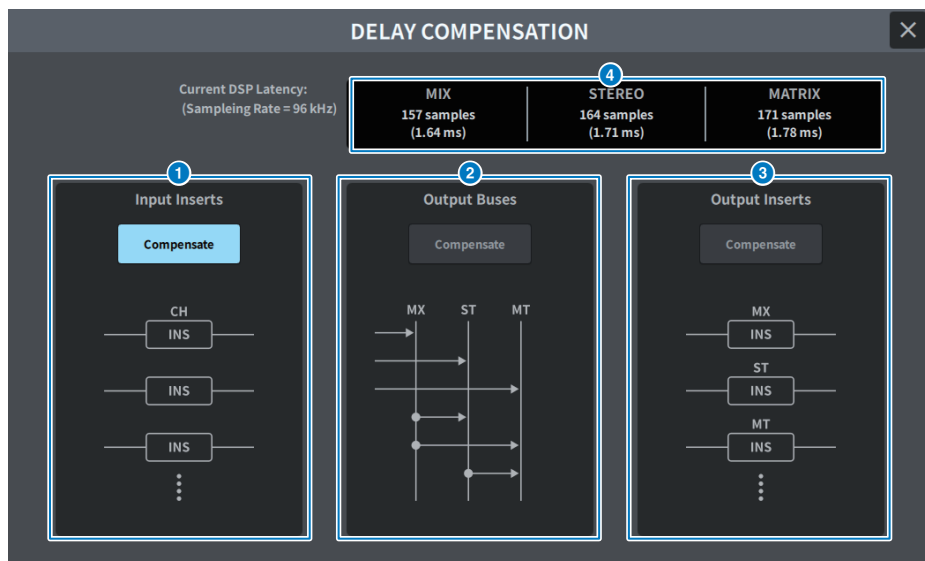 DELAY COMPENSATION
Current DSP Latency:
(Sampleing Rate = 96 kHz)
4
MIX
157 samples
(1.64 ms)
STEREO
164 samples
(1.71 ms)
MATRIX
171 samples
(1.78 ms)
1
Input Inserts
Compensate
CH
INS
INS
INS
2
Output Buses
Compensate
MX ST MT
3
Output Inserts
Compensate
MX
INS
ST
INS
MT
INS